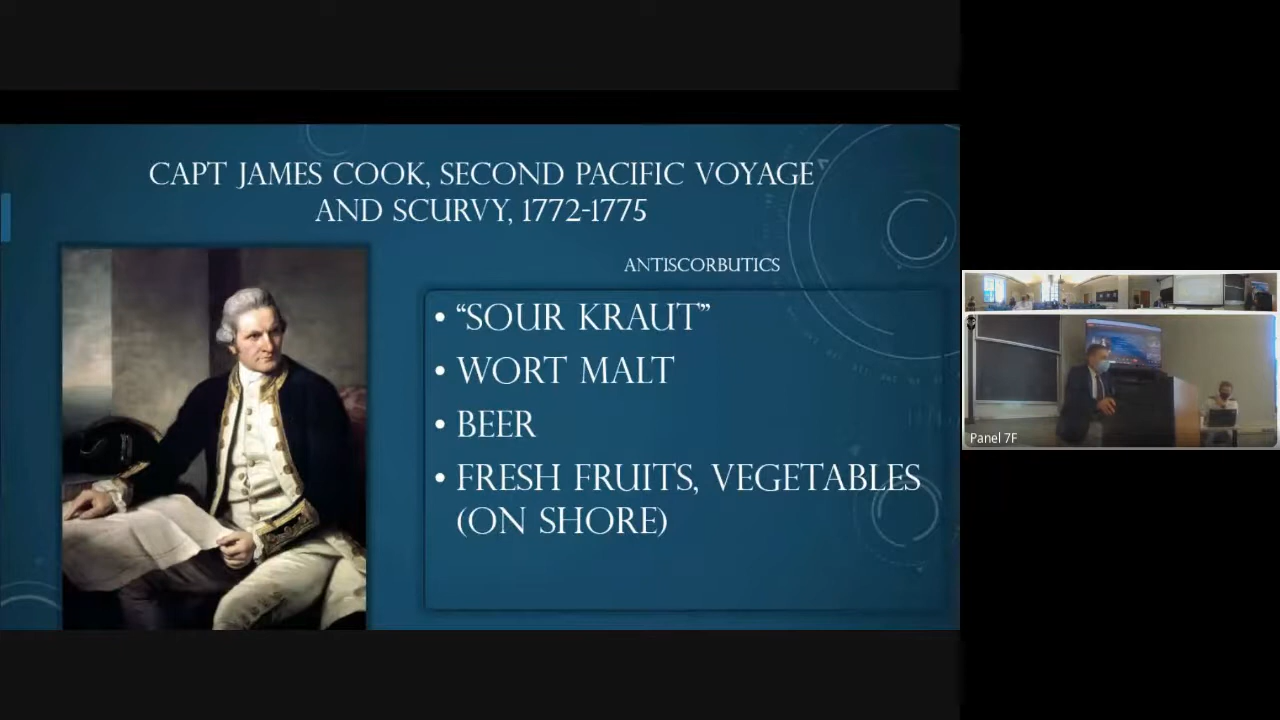 CAPT JAMES COOK, SECOND PACIFIC VOYAGE
AND SCURVY, 1772-1775
ANTISCORBUTICS
• “SOUR KRAUT”
• WORT MALT
• BEER
• FRESH FRUITS, VEGETABLES
(ON SHORE)
Panel 7F